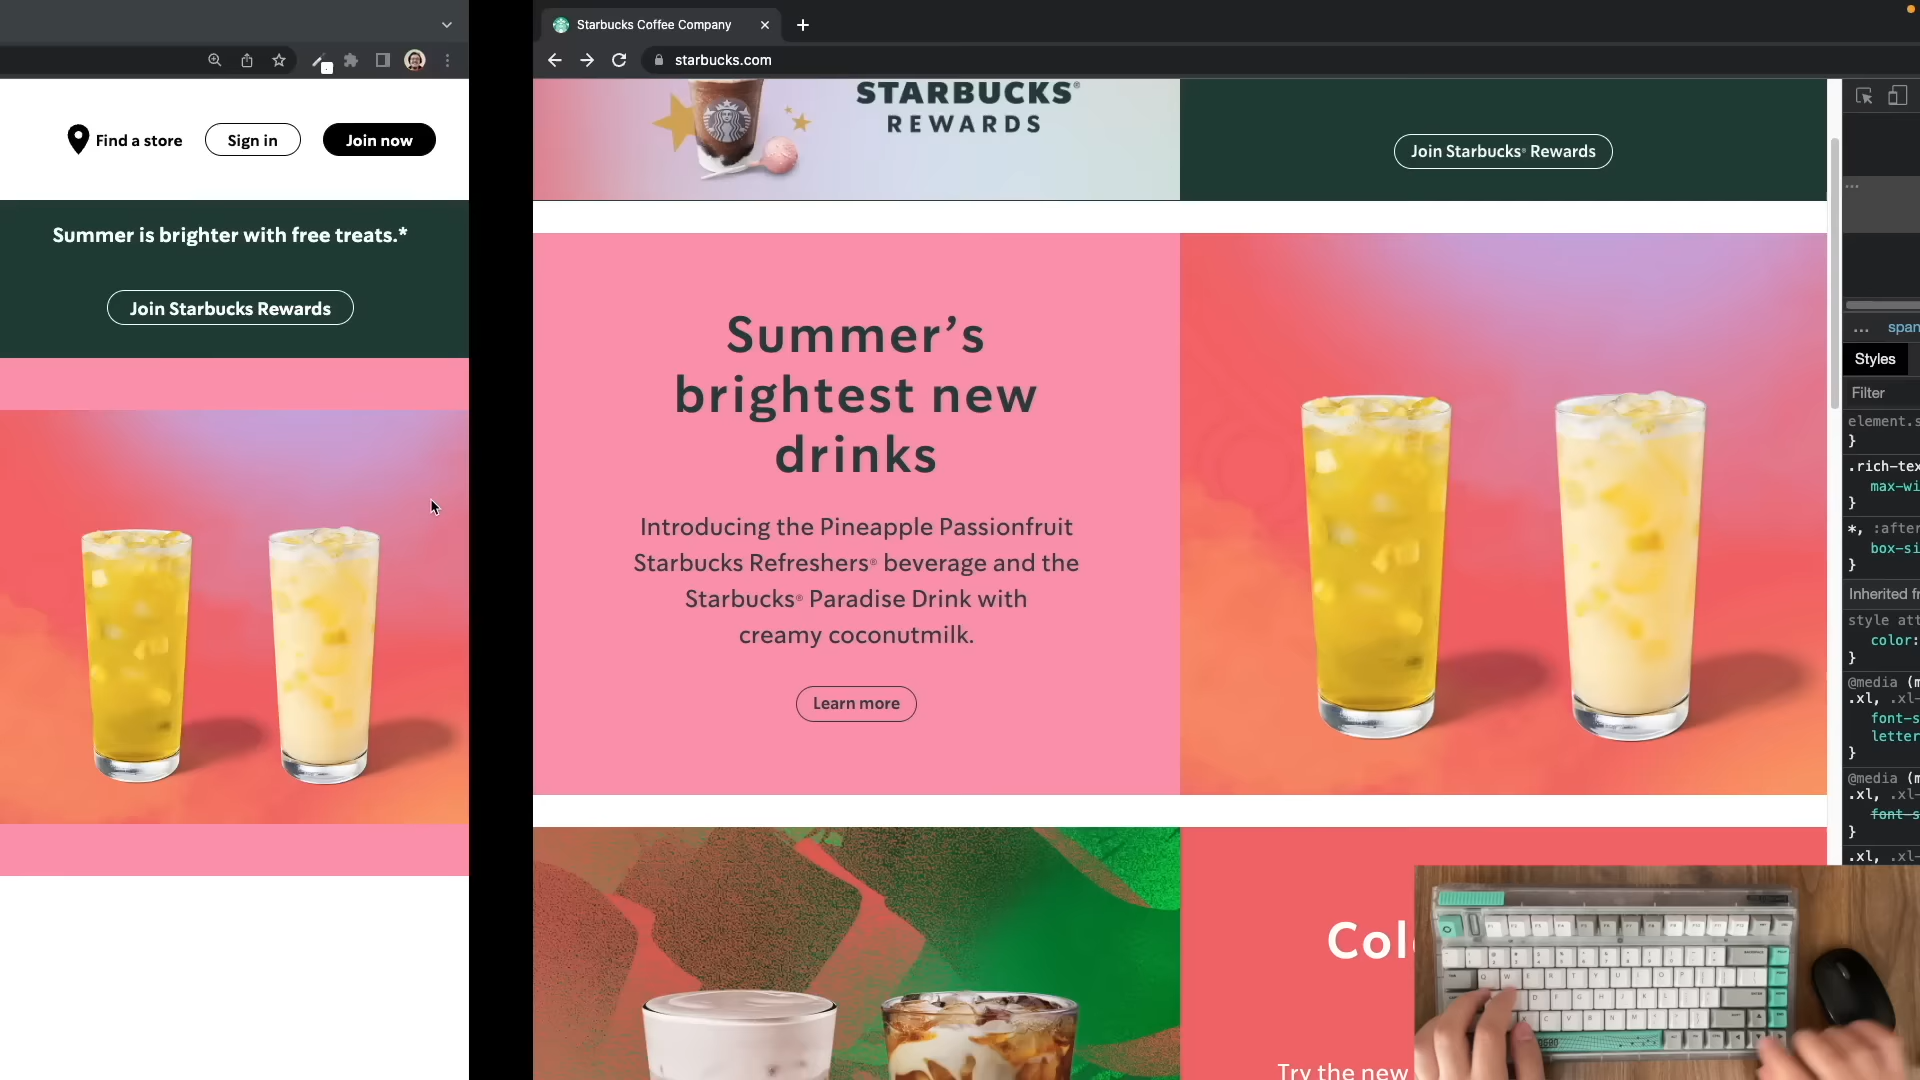 Find a store
Sign in
Join now
Summer is brighter with free treats.*
Join Starbucks Rewards
Starbucks Coffee Company
starbucks.com
STARBUCKS®
REWARDS
Join Starbucks® Rewards
Summer’s
brightest new
drinks
Introducing the Pineapple Passionfruit
Starbucks Refreshers® beverage and the
Starbucks® Paradise Drink with
creamy coconutmilk.
Learn more
Try the new
... span
Styles
Filter
element.s
}
.rich-tex
max-wi
}
*, :after
box-si
}
Inherited fr
style att
color:
}
@media (m
.xl, .xl-
font-s
letter
}
@media (m
.xl, .xl-
font-s
}
.xl, .xl-